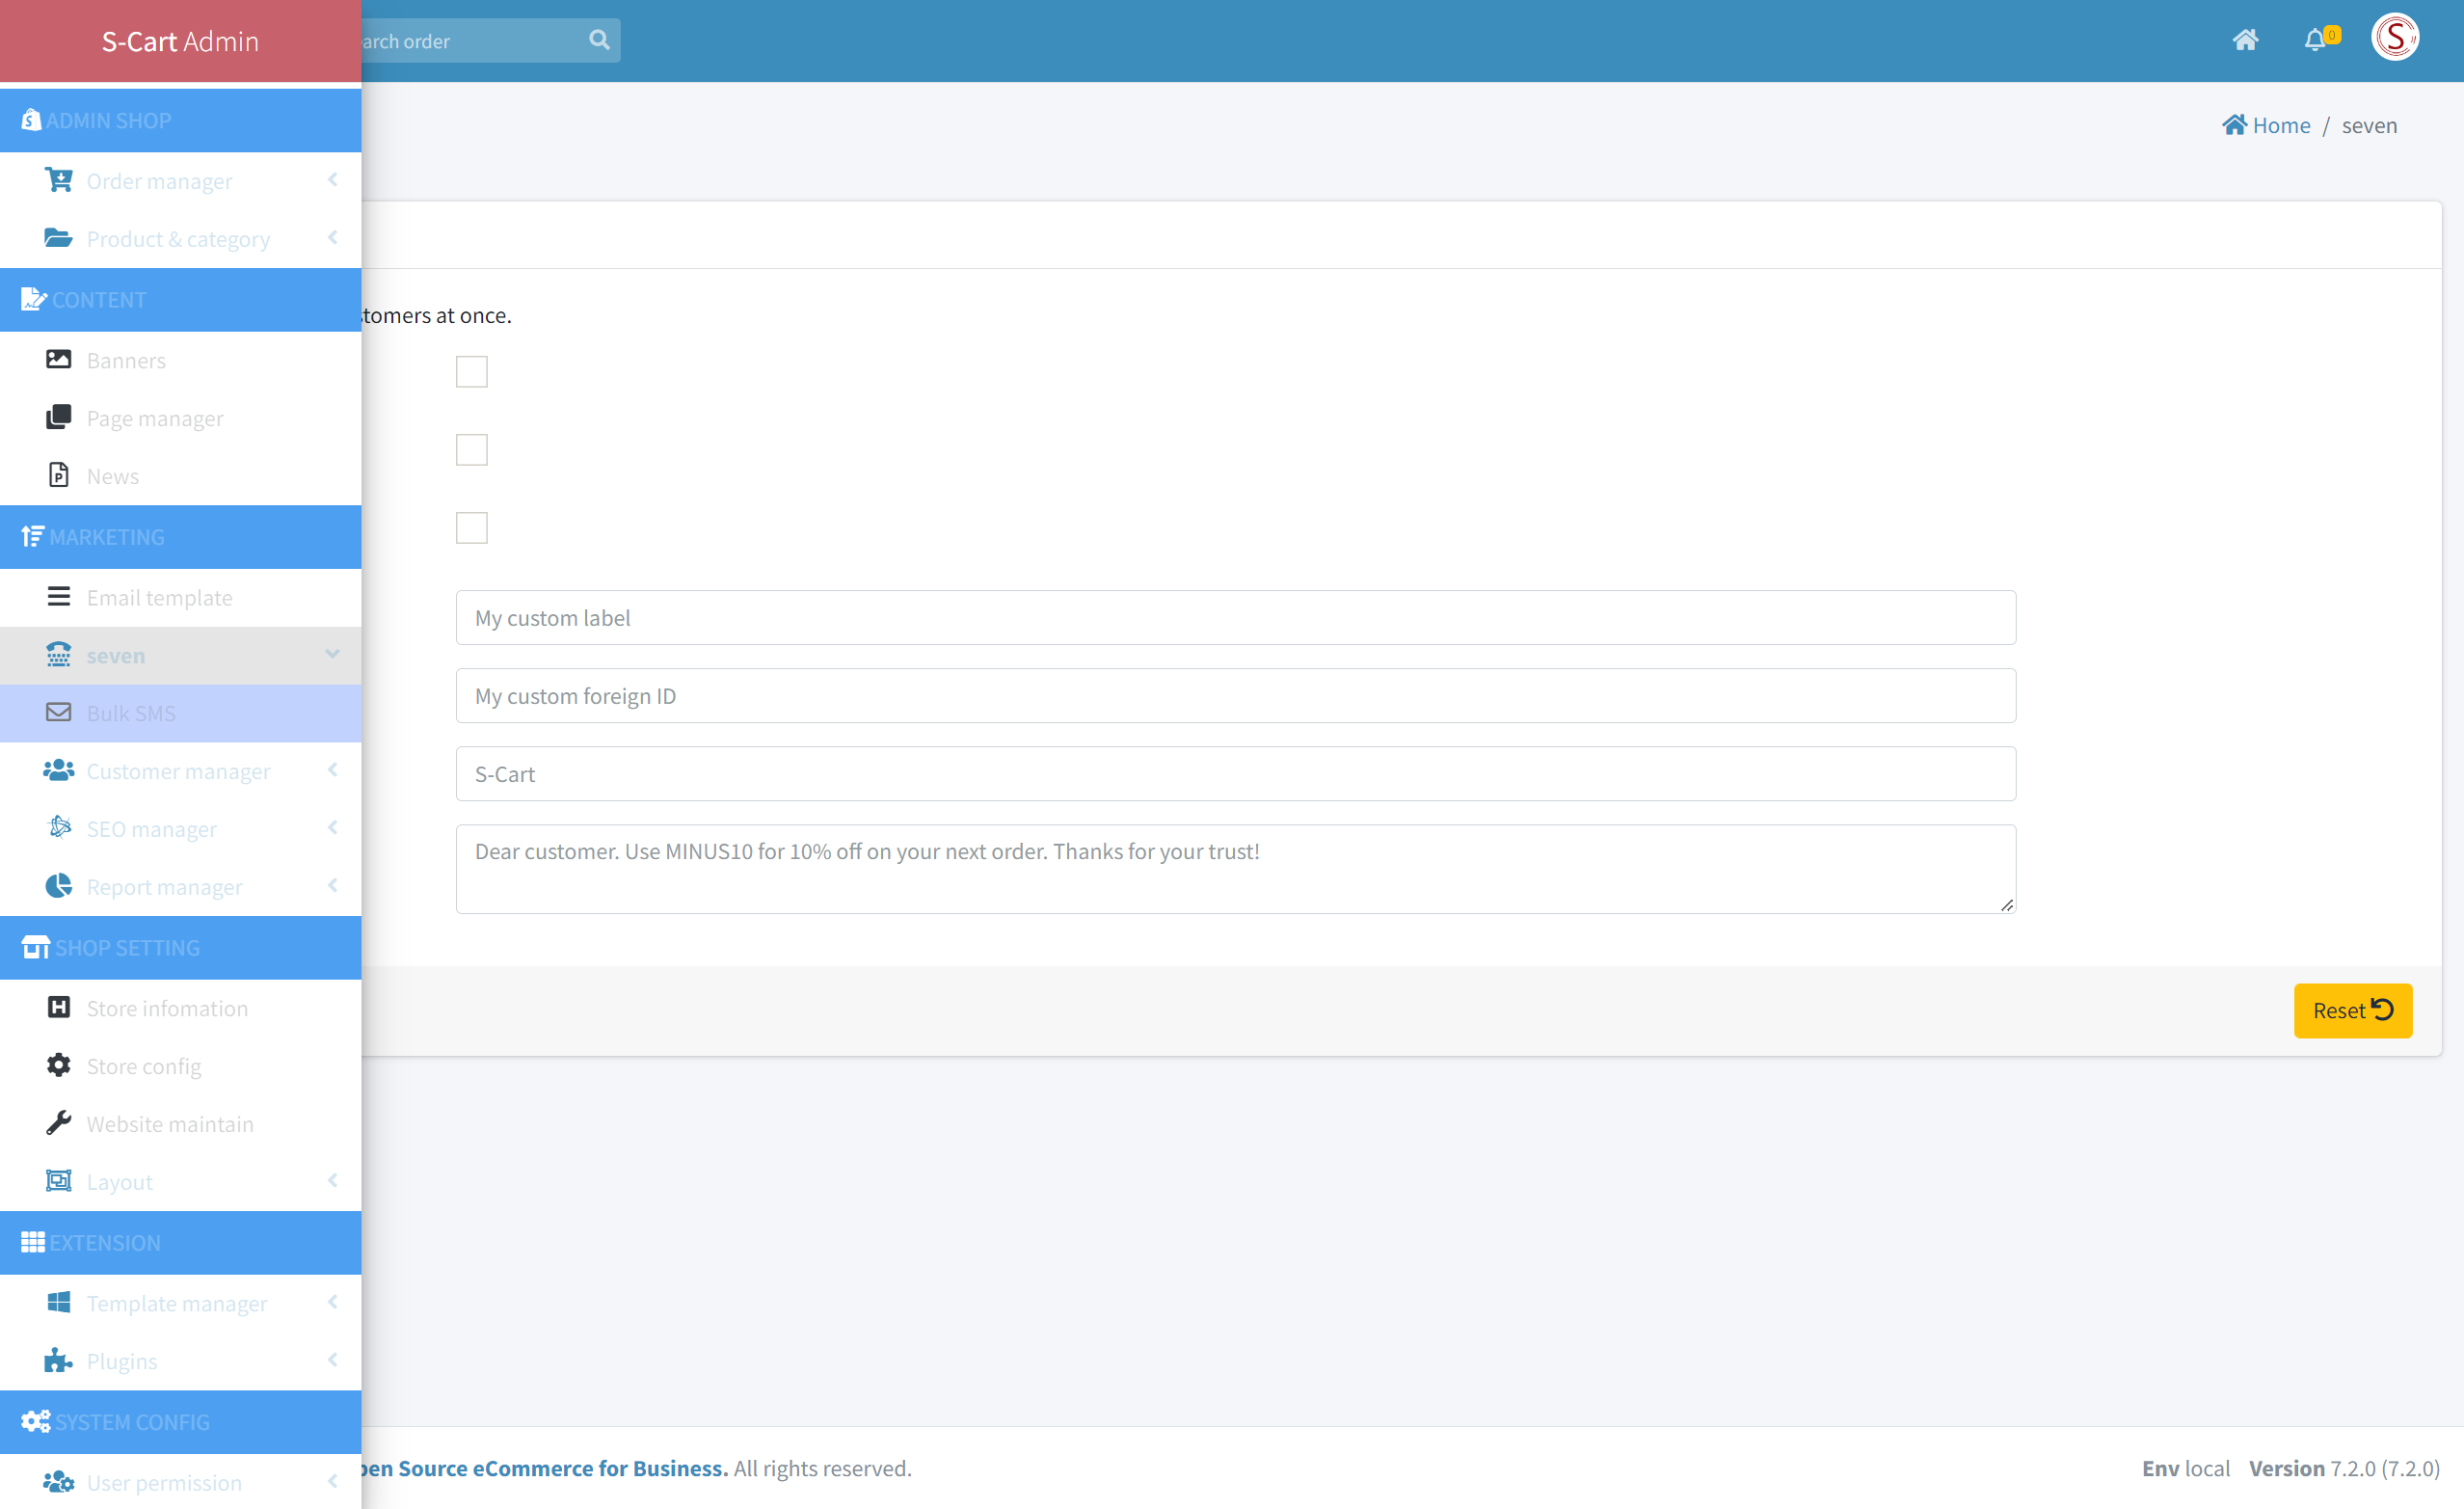 S-Cart Admin
arch order
0
Home / seven
ADMIN SHOP
Order manager
Product & category
CONTENT
Banners
Page manager
News
MARKETING
Email template
seven
Bulk SMS
Customer manager
SEO manager
Report manager
SHOP SETTING
Store infomation
Store config
Website maintain
Layout
EXTENSION
Template manager
Plugins
SYSTEM CONFIG
User permission
tomers at once.
My custom label
My custom foreign ID
S-Cart
Dear customer. Use MINUS10 for 10% off on your next order. Thanks for your trust!
Reset
pen Source eCommerce for Business. All rights reserved.
Env local Version 7.2.0 (7.2.0)